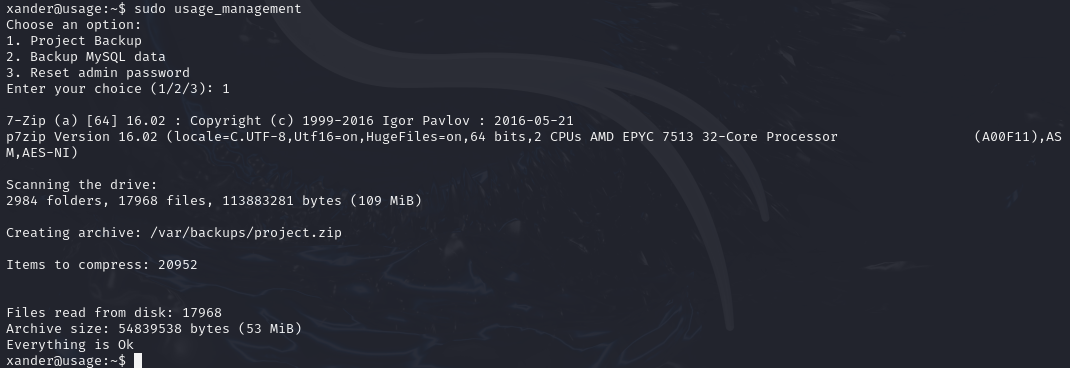 xander@usage:~$ sudo usage_management
Choose an option:
1. Project Backup
2. Backup MySQL data
3. Reset admin password
Enter your choice (1/2/3): 1
7-Zip (a) [64] 16.02 : Copyright (c) 1999-2016 Igor Pavlov : 2016-05-21
p7zip Version 16.02 (locale=C.UTF-8,Utf16=on,HugeFiles=on,64 bits,2 CPUs AMD EPYC 7513 32-Core Processor                 (A00F11),AS
M,AES-NI)
Scanning the drive:
2984 folders, 17968 files, 113883281 bytes (109 MiB)
Creating archive: /var/backups/project.zip
Items to compress: 20952
Files read from disk: 17968
Archive size: 54839538 bytes (53 MiB)
Everything is Ok
xander@usage:~$